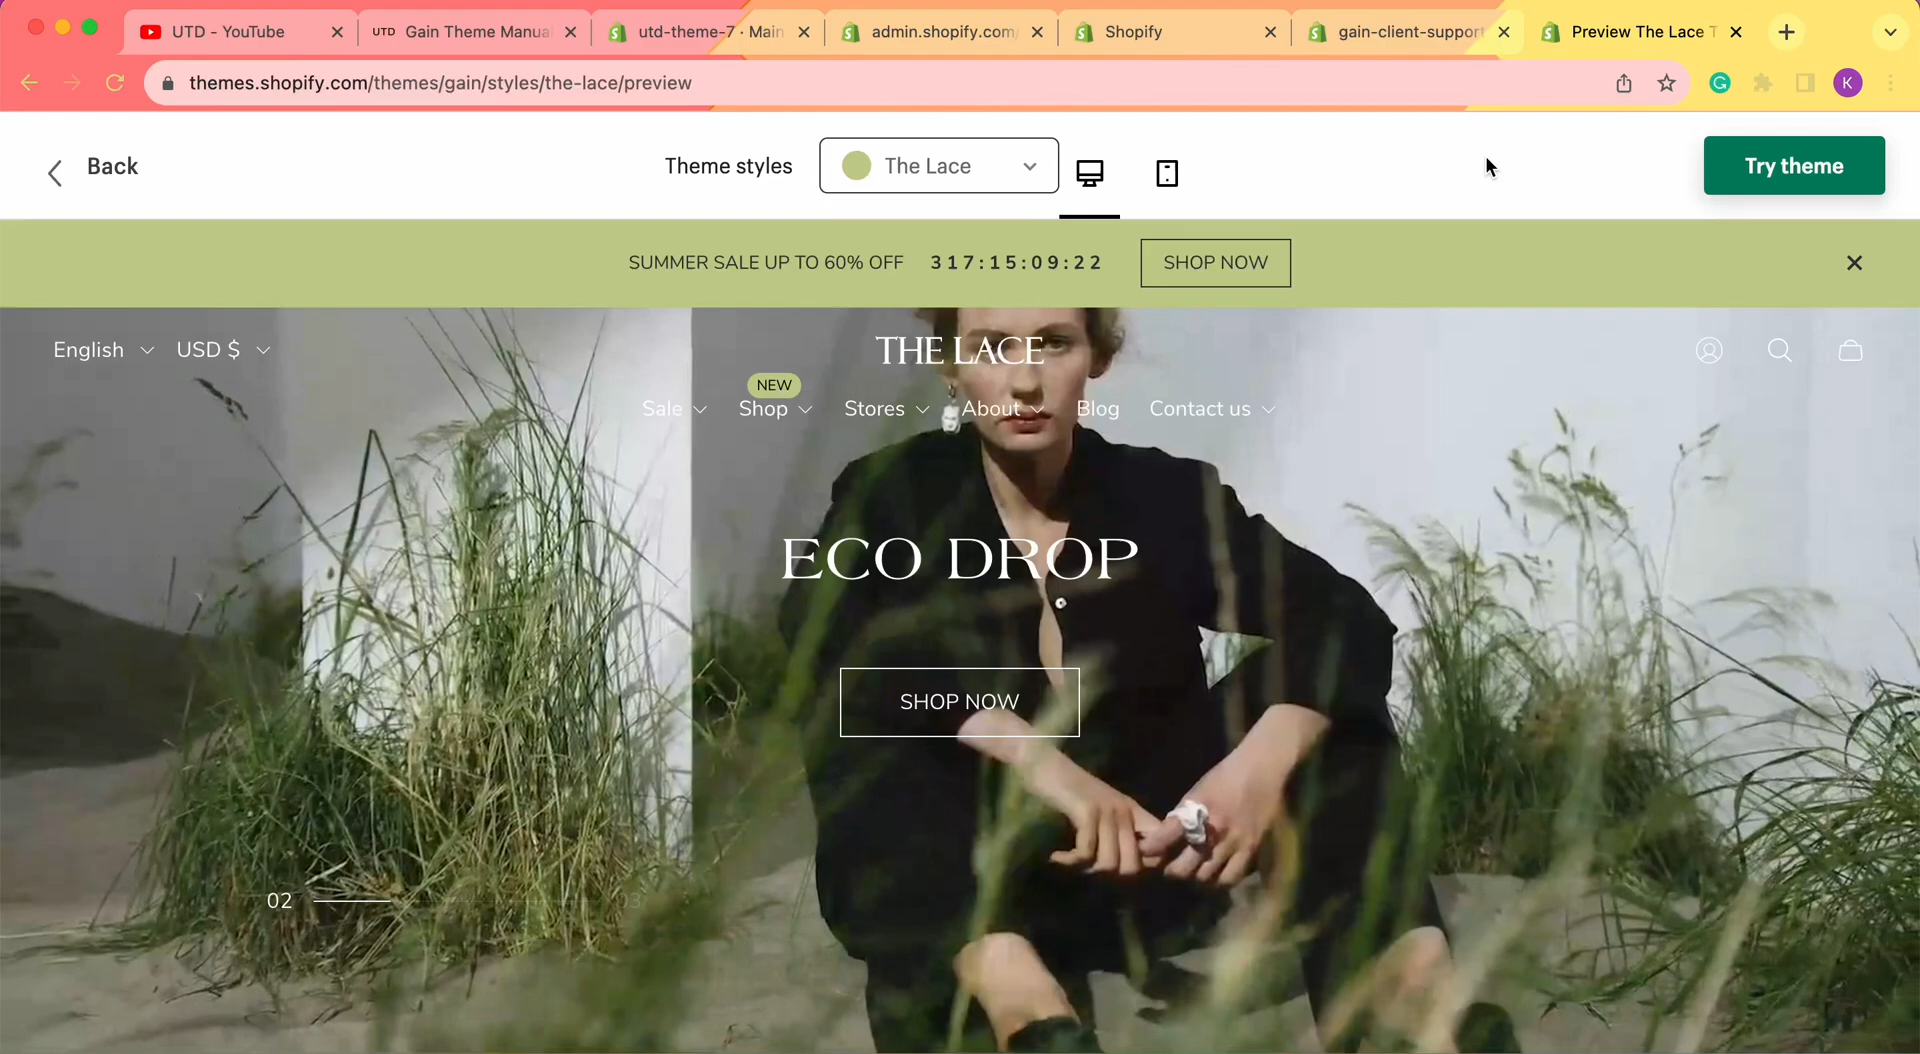 UTD - YouTube
UTD Gain Theme Manua
utd-theme-7 · Main
admin.shopify.com/
Shopify
gain-client-support
Preview The Lace T
themes.shopify.com/themes/gain/styles/the-lace/preview
K
Back
Theme styles
The Lace
Try theme
SUMMER SALE UP TO 60% OFF 317:15:09:22 SHOP NOW
English USD $
THE LACE
NEW
Sale Shop Stores About Blog Contact us
ECO DROP
SHOP NOW
02 03